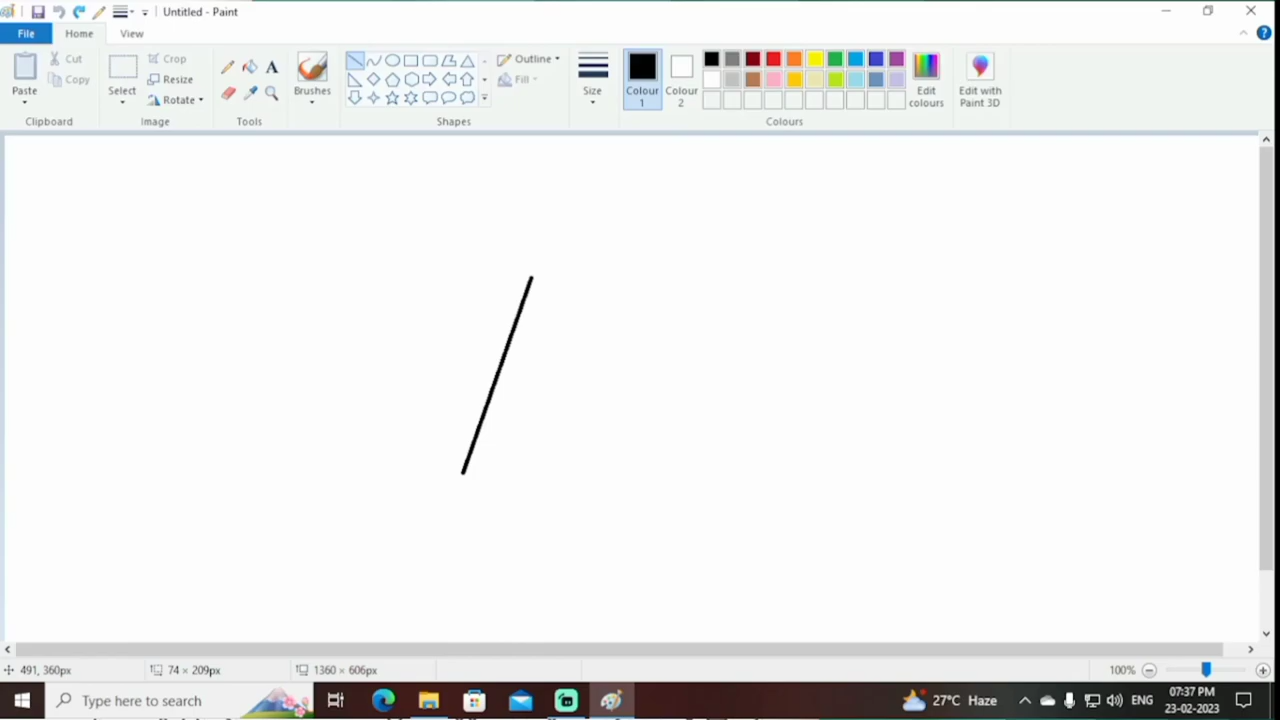 Untitled - Paint
File Home View
Paste
Cut
Copy
Clipboard
Select
Crop
Resize
Rotate
Image
A
Tools
Brushes
Outline
Fill
Shapes
Size
Colour 1
Colour 2
Edit colours
Colours
Edit with Paint 3D
491, 360px
74 × 209px
1360 × 606px
100%
Type here to search
27°C Haze
ENG
07:37 PM
23-02-2023